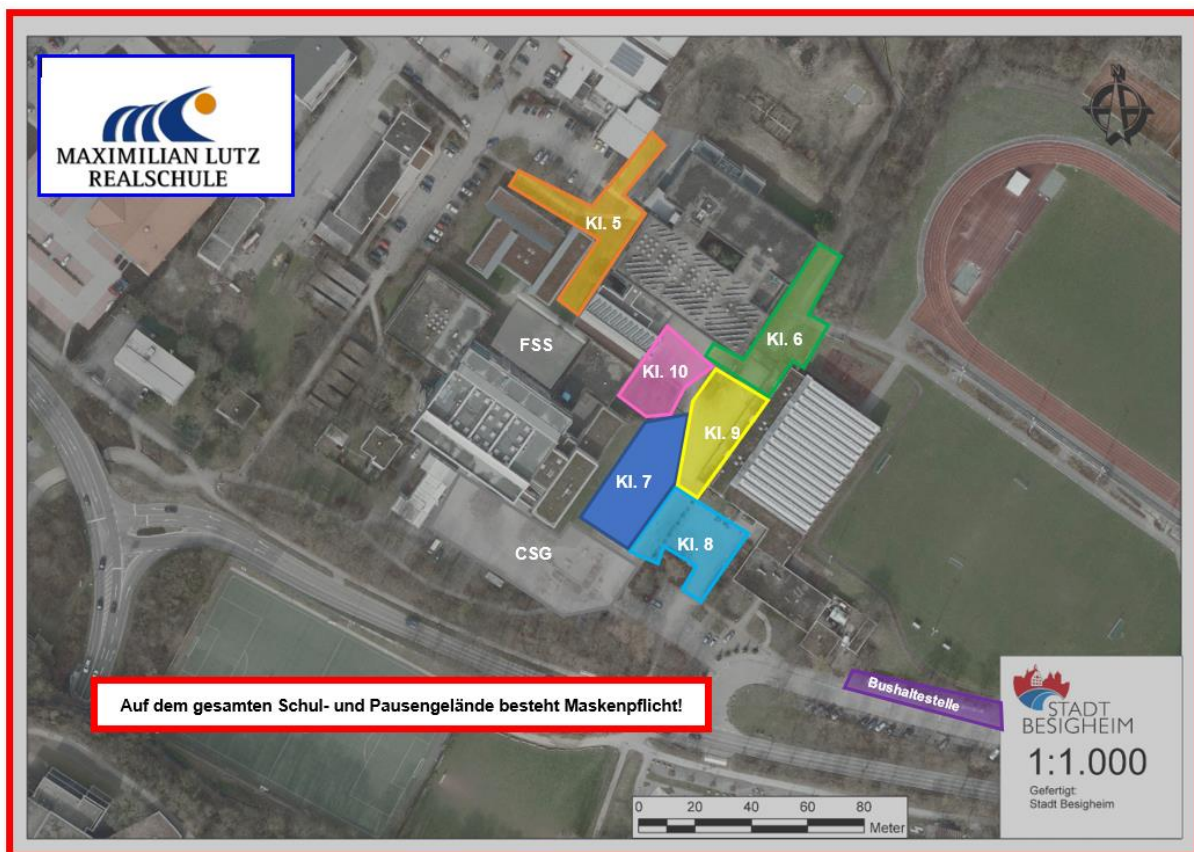 MAXIMILIAN LUTZ
REALSCHULE
N
Kl. 5
Kl. 6
FSS
Kl. 10
Kl. 9
Kl. 7
Kl. 8
CSG
Bushaltestelle
Auf dem gesamten Schul- und Pausengelände besteht Maskenpflicht!
STADT
BESIGHEIM
1:1.000
Gefertigt:
Stadt Besigheim
0 20 40 60 80
Meter